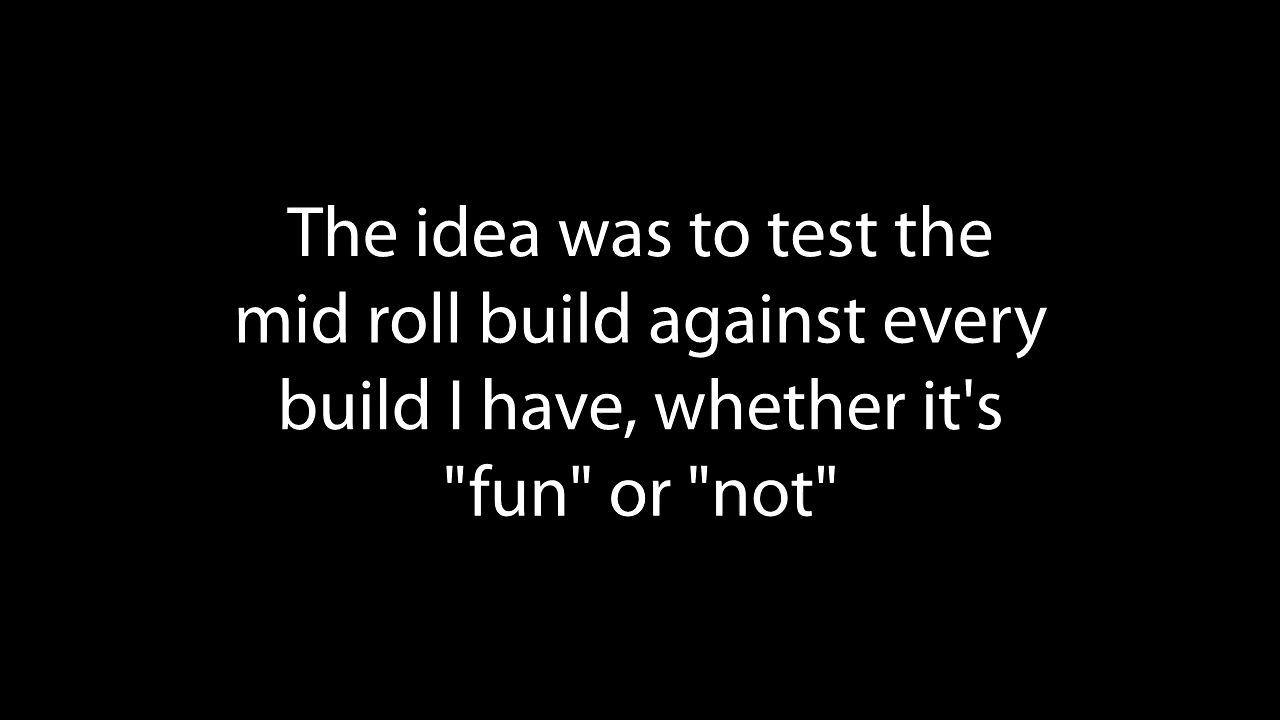 The idea was to test the
mid roll build against every
build I have, whether it's
"fun" or "not"